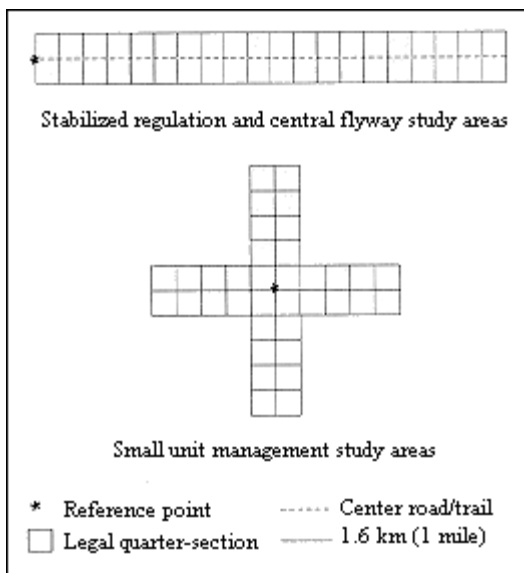 Stabilized regulation and central flyway study areas
Small unit management study areas
* Reference point
Center road/trail
Legal quarter-section
1.6 km (1 mile)